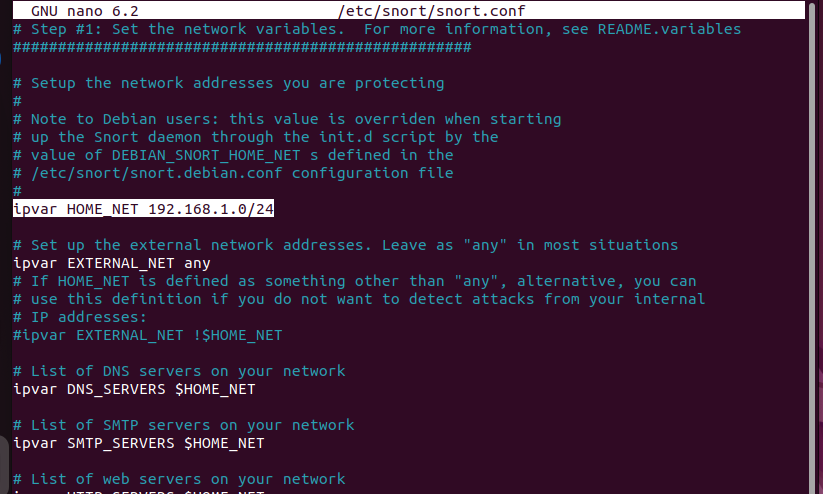 GNU nano 6.2 /etc/snort/snort.conf
# Step #1: Set the network variables.  For more information, see README.variables
###################################################
# Setup the network addresses you are protecting
#
# Note to Debian users: this value is overriden when starting
# up the Snort daemon through the init.d script by the
# value of DEBIAN_SNORT_HOME_NET s defined in the
# /etc/snort/snort.debian.conf configuration file
#
ipvar HOME_NET 192.168.1.0/24
# Set up the external network addresses. Leave as "any" in most situations
ipvar EXTERNAL_NET any
# If HOME_NET is defined as something other than "any", alternative, you can
# use this definition if you do not want to detect attacks from your internal
# IP addresses:
#ipvar EXTERNAL_NET !$HOME_NET
# List of DNS servers on your network
ipvar DNS_SERVERS $HOME_NET
# List of SMTP servers on your network
ipvar SMTP_SERVERS $HOME_NET
# List of web servers on your network
ipvar HTTP_SERVERS $HOME_NET